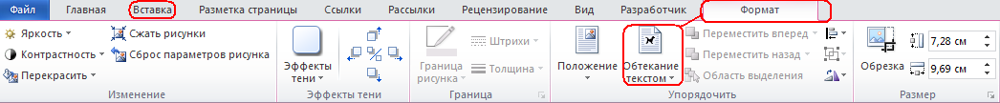 Файл Главная Вставка Разметка страницы Ссылки Рассылки Рецензирование Вид Разработчик Формат
Яркость
Контрастность
Перекрасить
Сжать рисунки
Сброс параметров рисунка
Изменение
Эффекты
тени
Эффекты тени
Граница
рисунка
Штрихи
Толщина
Граница
Положение
Обтекание
текстом
Переместить вперед
Переместить назад
Область выделения
Упорядочить
Обрезка
7,28 см
9,69 см
Размер